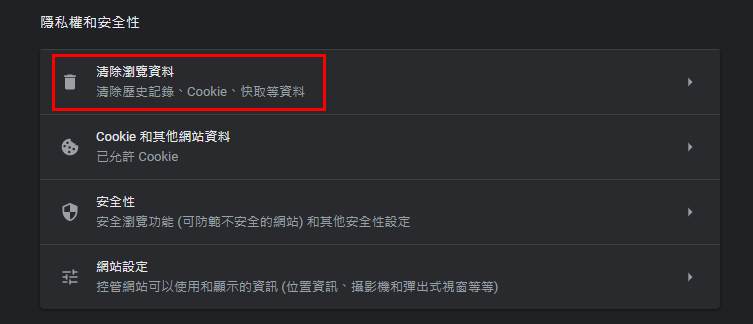 隱私權和安全性
清除瀏覽資料
清除歷史記錄、Cookie、快取等資料
Cookie 和其他網站資料
已允許 Cookie
安全性
安全瀏覽功能 (可防範不安全的網站) 和其他安全性設定
網站設定
控管網站可以使用和顯示的資訊 (位置資訊、攝影機和彈出式視窗等等)